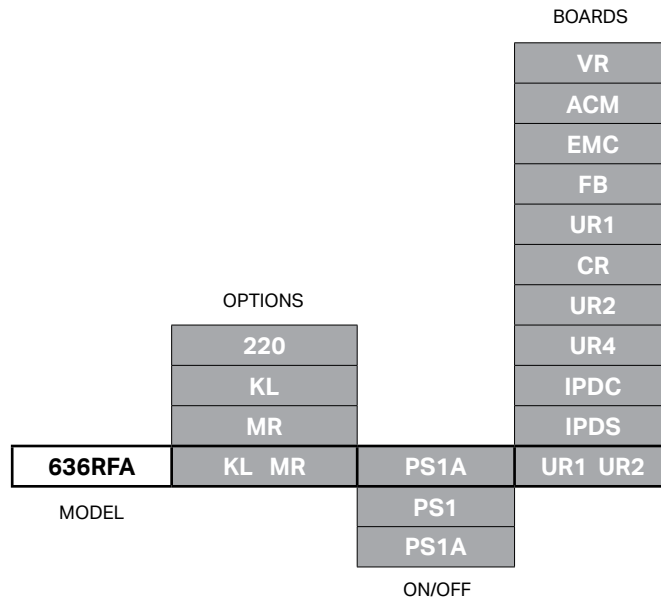 BOARDS
VR
ACM
EMC
FB
UR1
CR
UR2
UR4
IPDC
IPDS
OPTIONS
220
KL
MR
636RFA KL MR PS1A UR1 UR2
MODEL
PS1
PS1A
ON/OFF